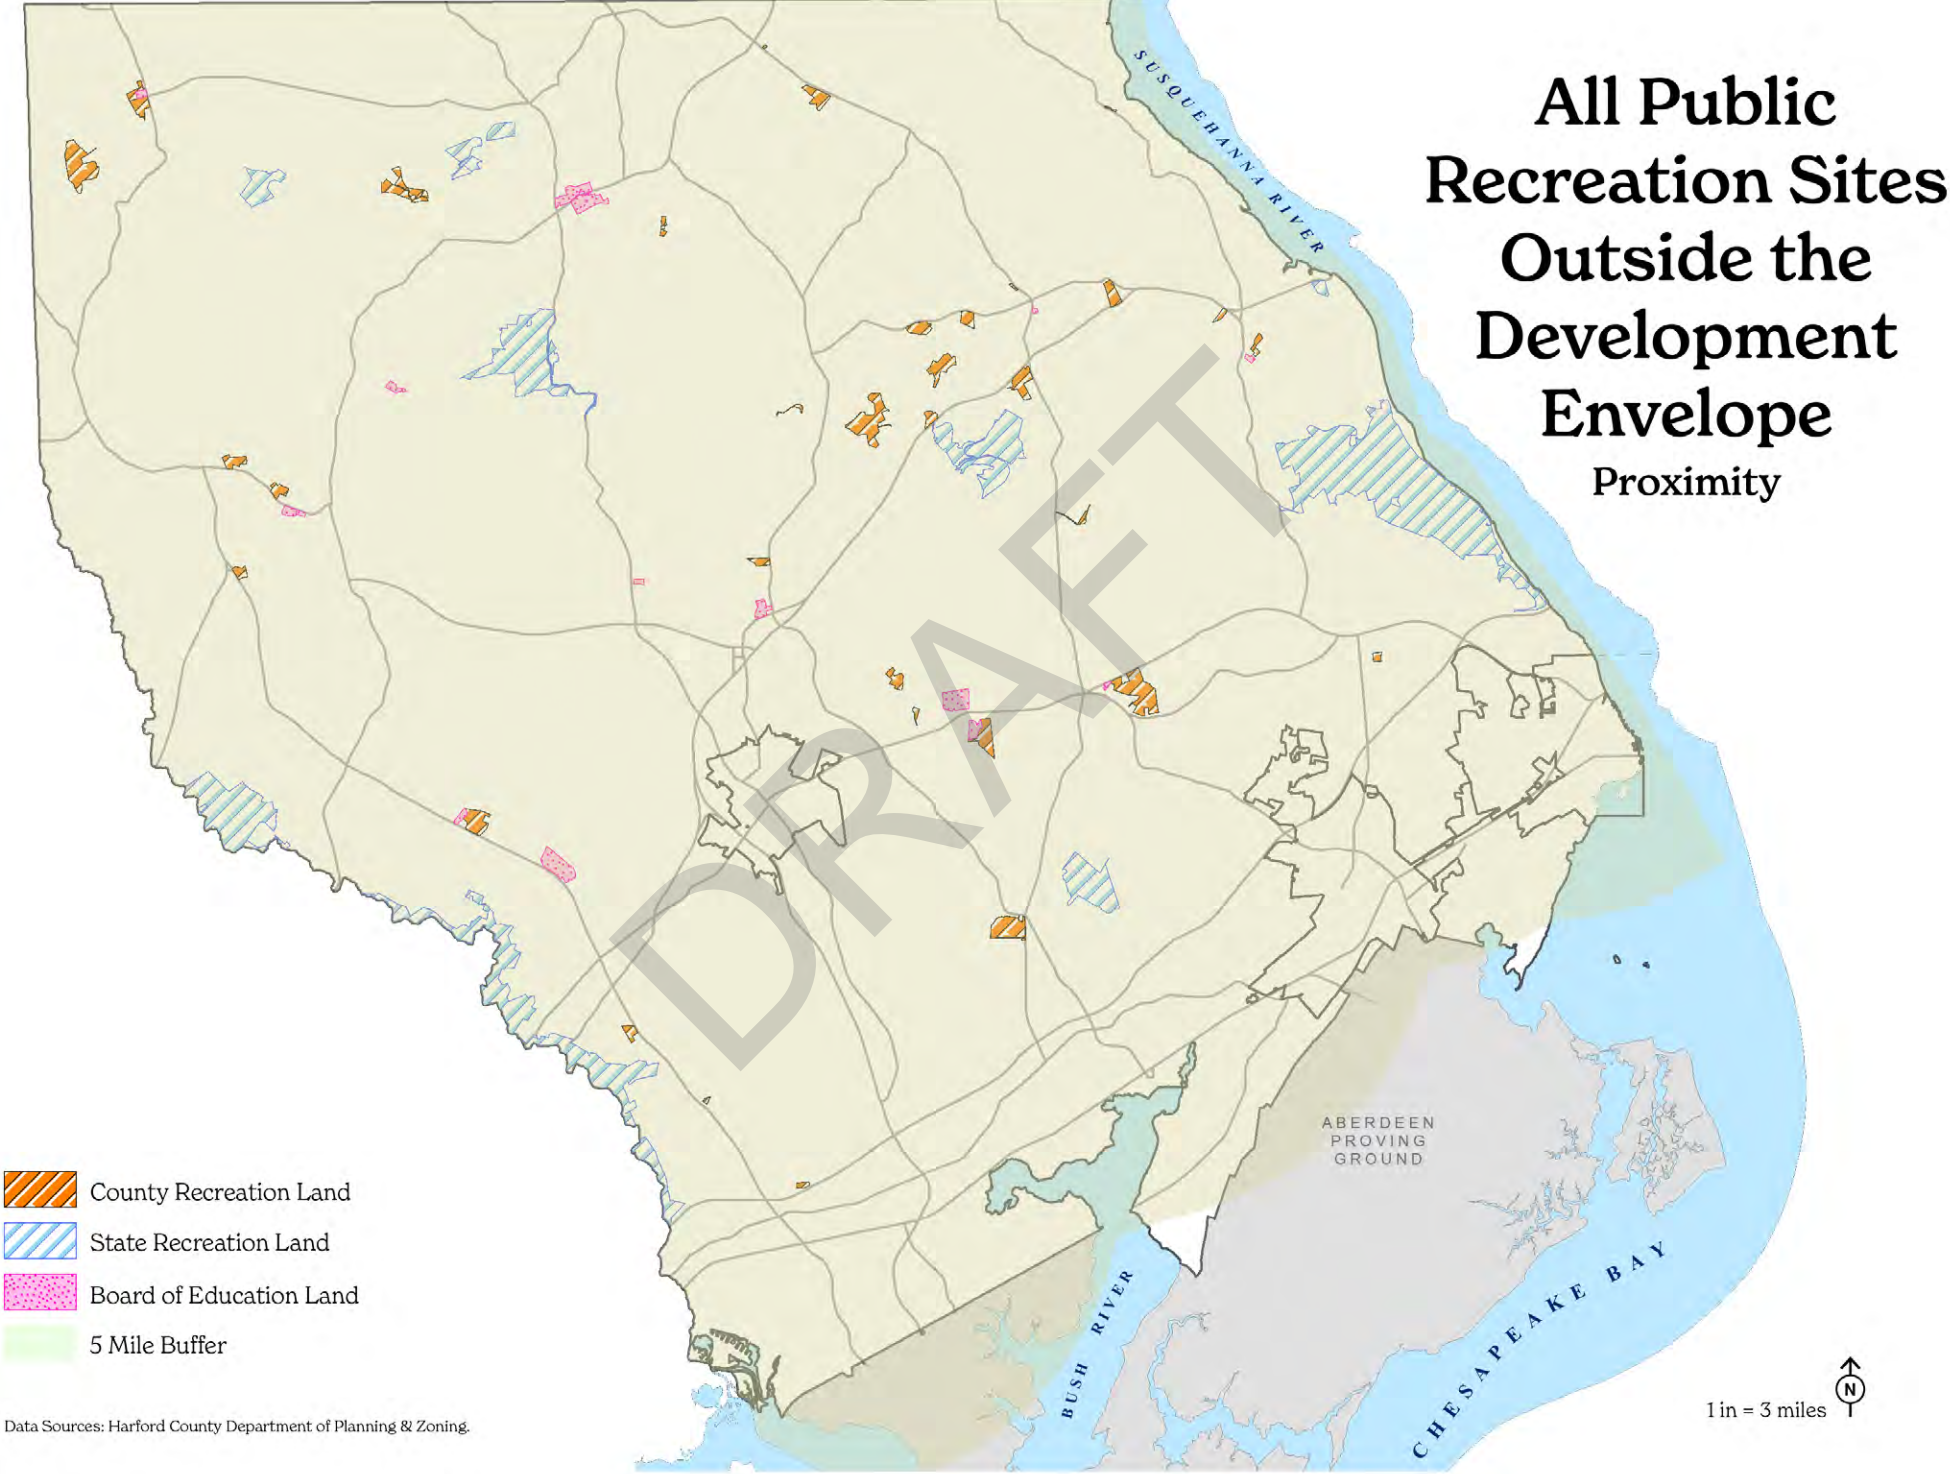 All Public
Recreation Sites
Outside the
Development
Envelope
Proximity
SUSQUEHANNA RIVER
DRAFT
ABERDEEN
PROVING
GROUND
BUSH RIVER
CHESAPEAKE BAY
County Recreation Land
State Recreation Land
Board of Education Land
5 Mile Buffer
Data Sources: Harford County Department of Planning & Zoning.
N
1 in = 3 miles